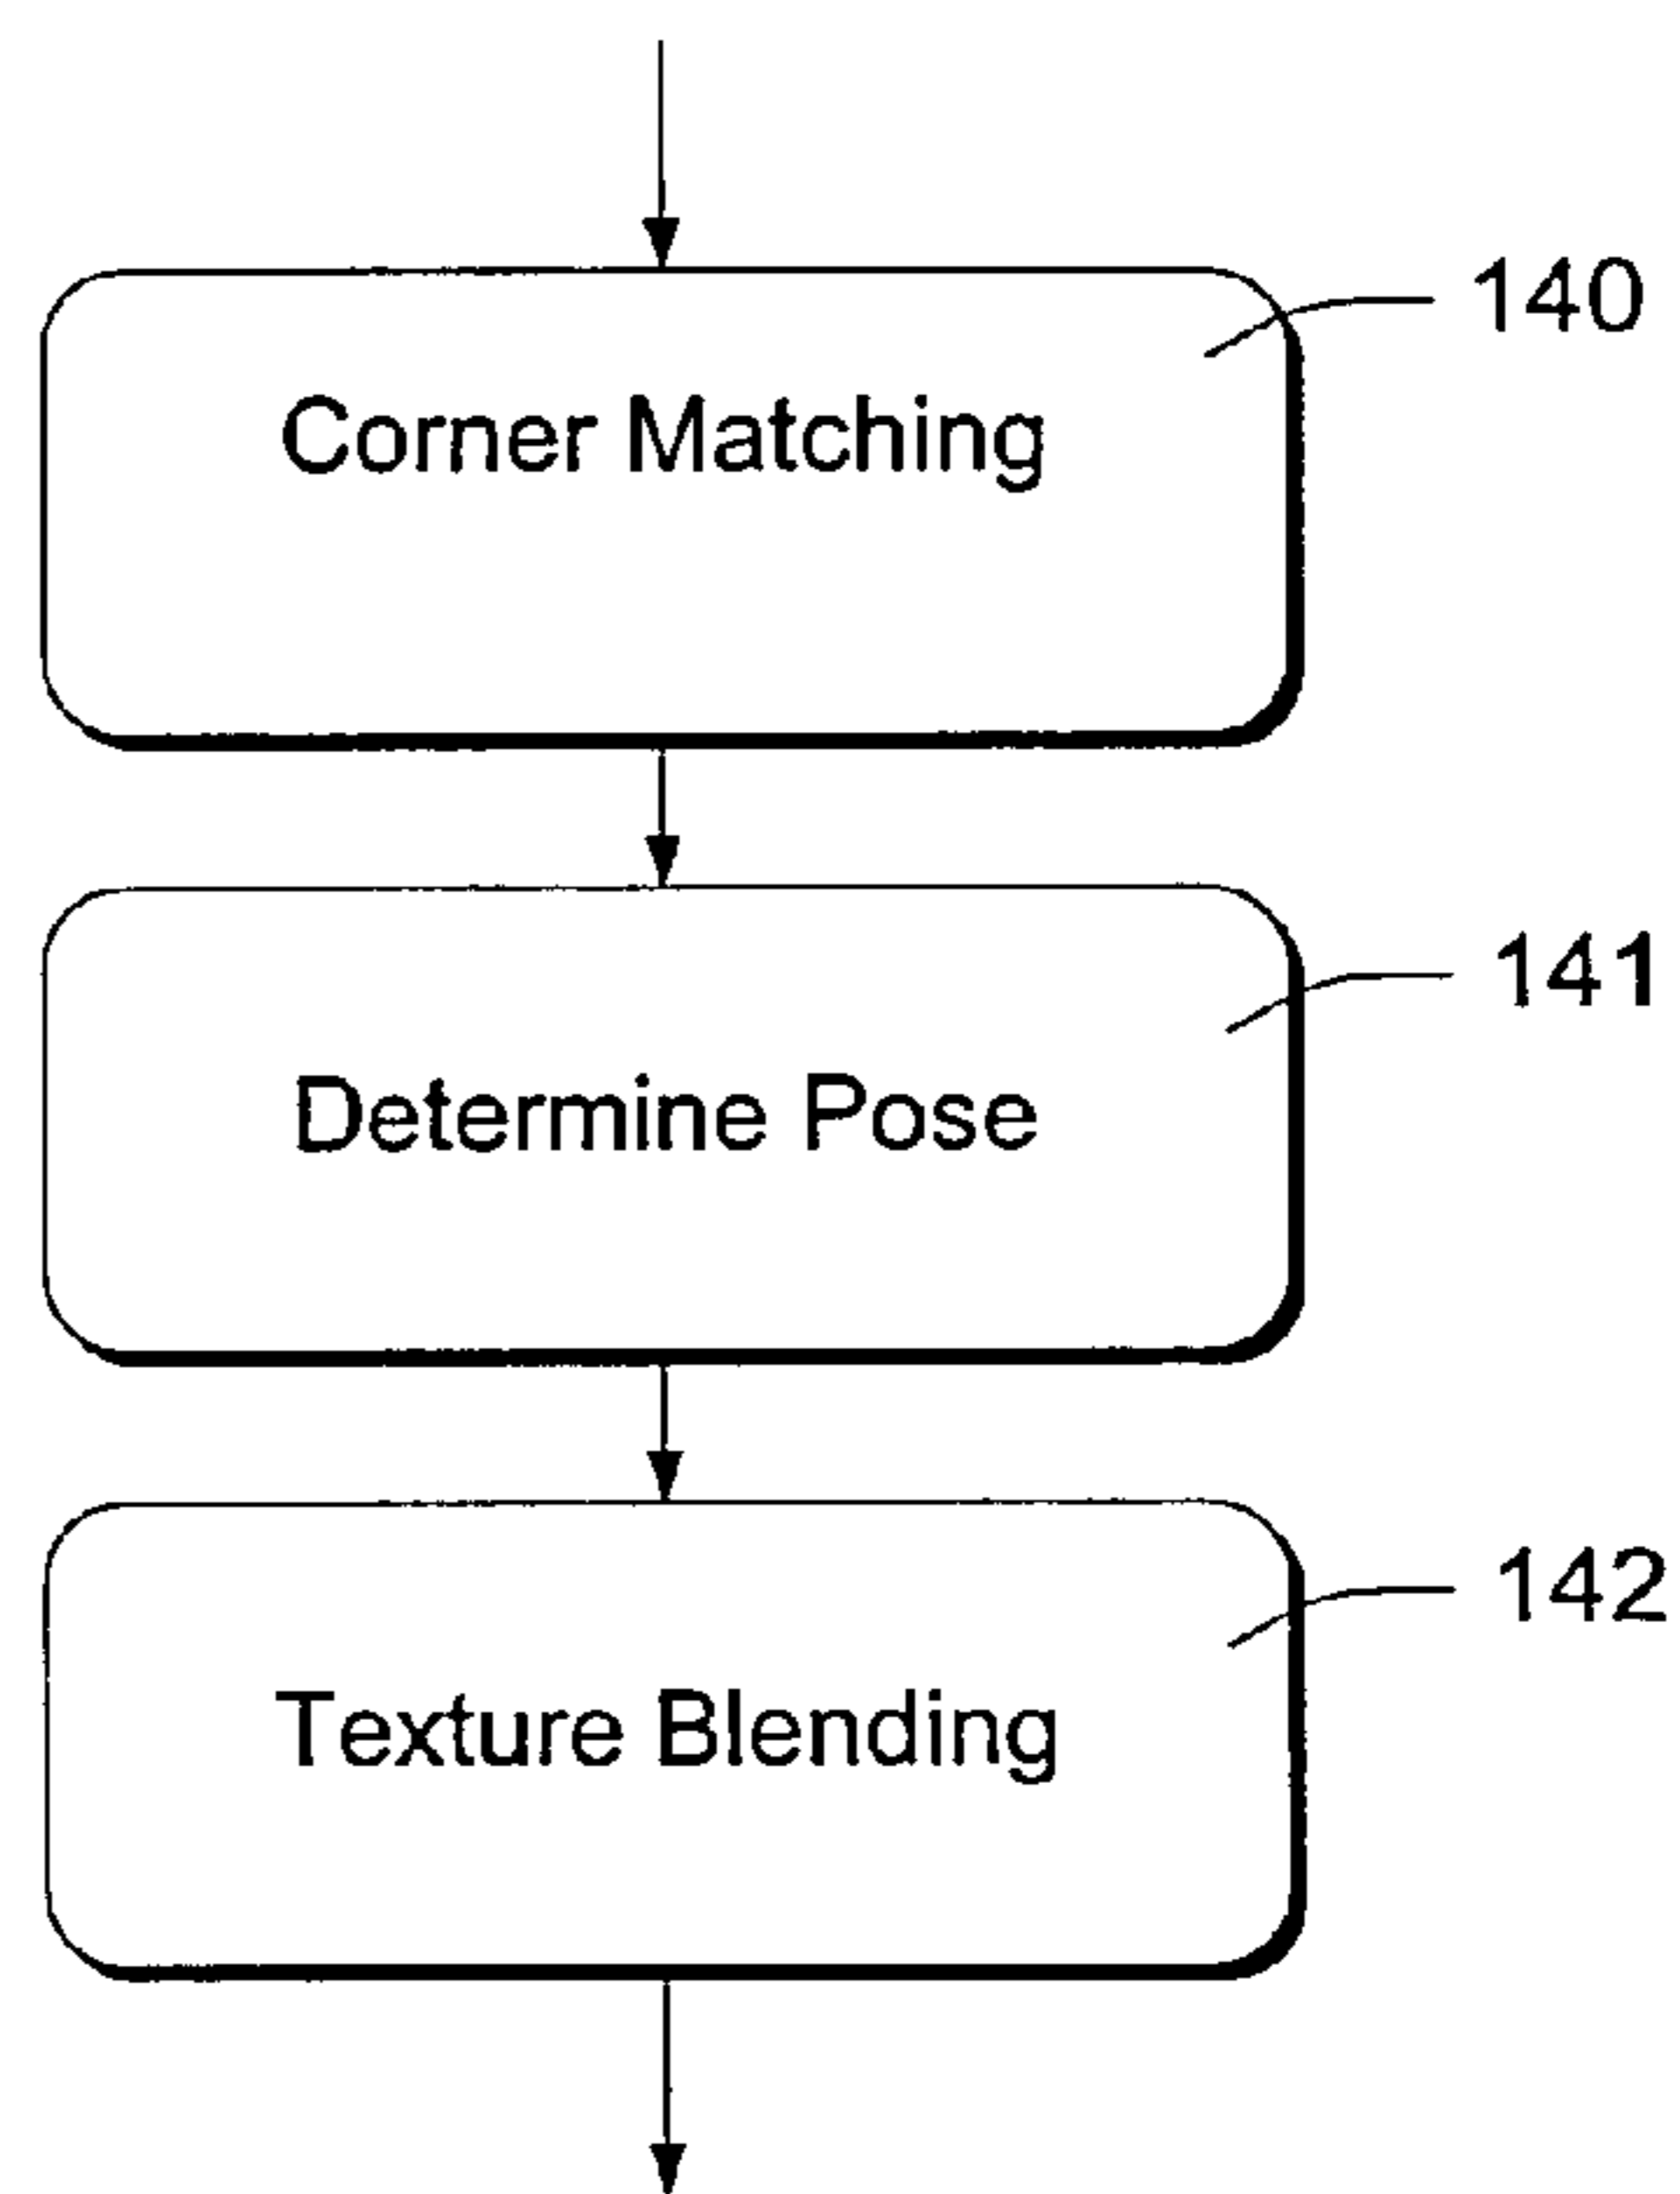 140
Corner Matching
141
Determine Pose
142
Texture Blending